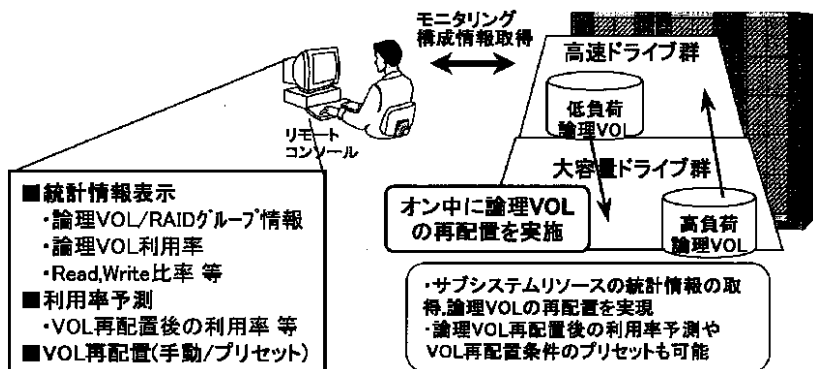 モニタリング
構成情報取得
高速ドライブ群
低負荷
論理VOL
リモート
コンソール
大容量ドライブ群
オン中に論理VOL
の再配置を実施
高負荷
論理VOL
■統計情報表示
・論理VOL/RAIDグループ情報
・論理VOL利用率
・Read,Write比率 等
■利用率予測
・VOL再配置後の利用率 等
■VOL再配置(手動/プリセット)
・サブシステムリソースの統計情報の取
得,論理VOLの再配置を実現
・論理VOL再配置後の利用率予測や
VOL再配置条件のプリセットも可能